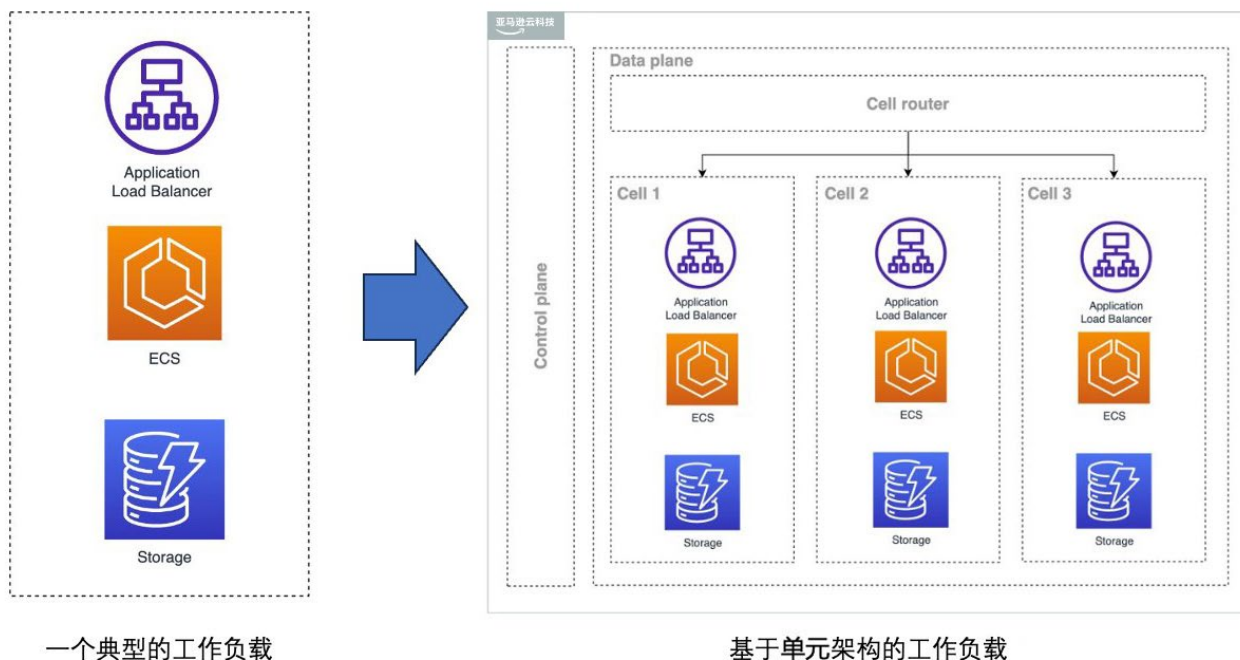 Application
Load Balancer
ECS
Storage
一个典型的工作负载
亚马逊云科技
Control plane
Data plane
Cell router
Cell 1
Application
Load Balancer
ECS
Storage
Cell 2
Application
Load Balancer
ECS
Storage
Cell 3
Application
Load Balancer
ECS
Storage
基于单元架构的工作负载